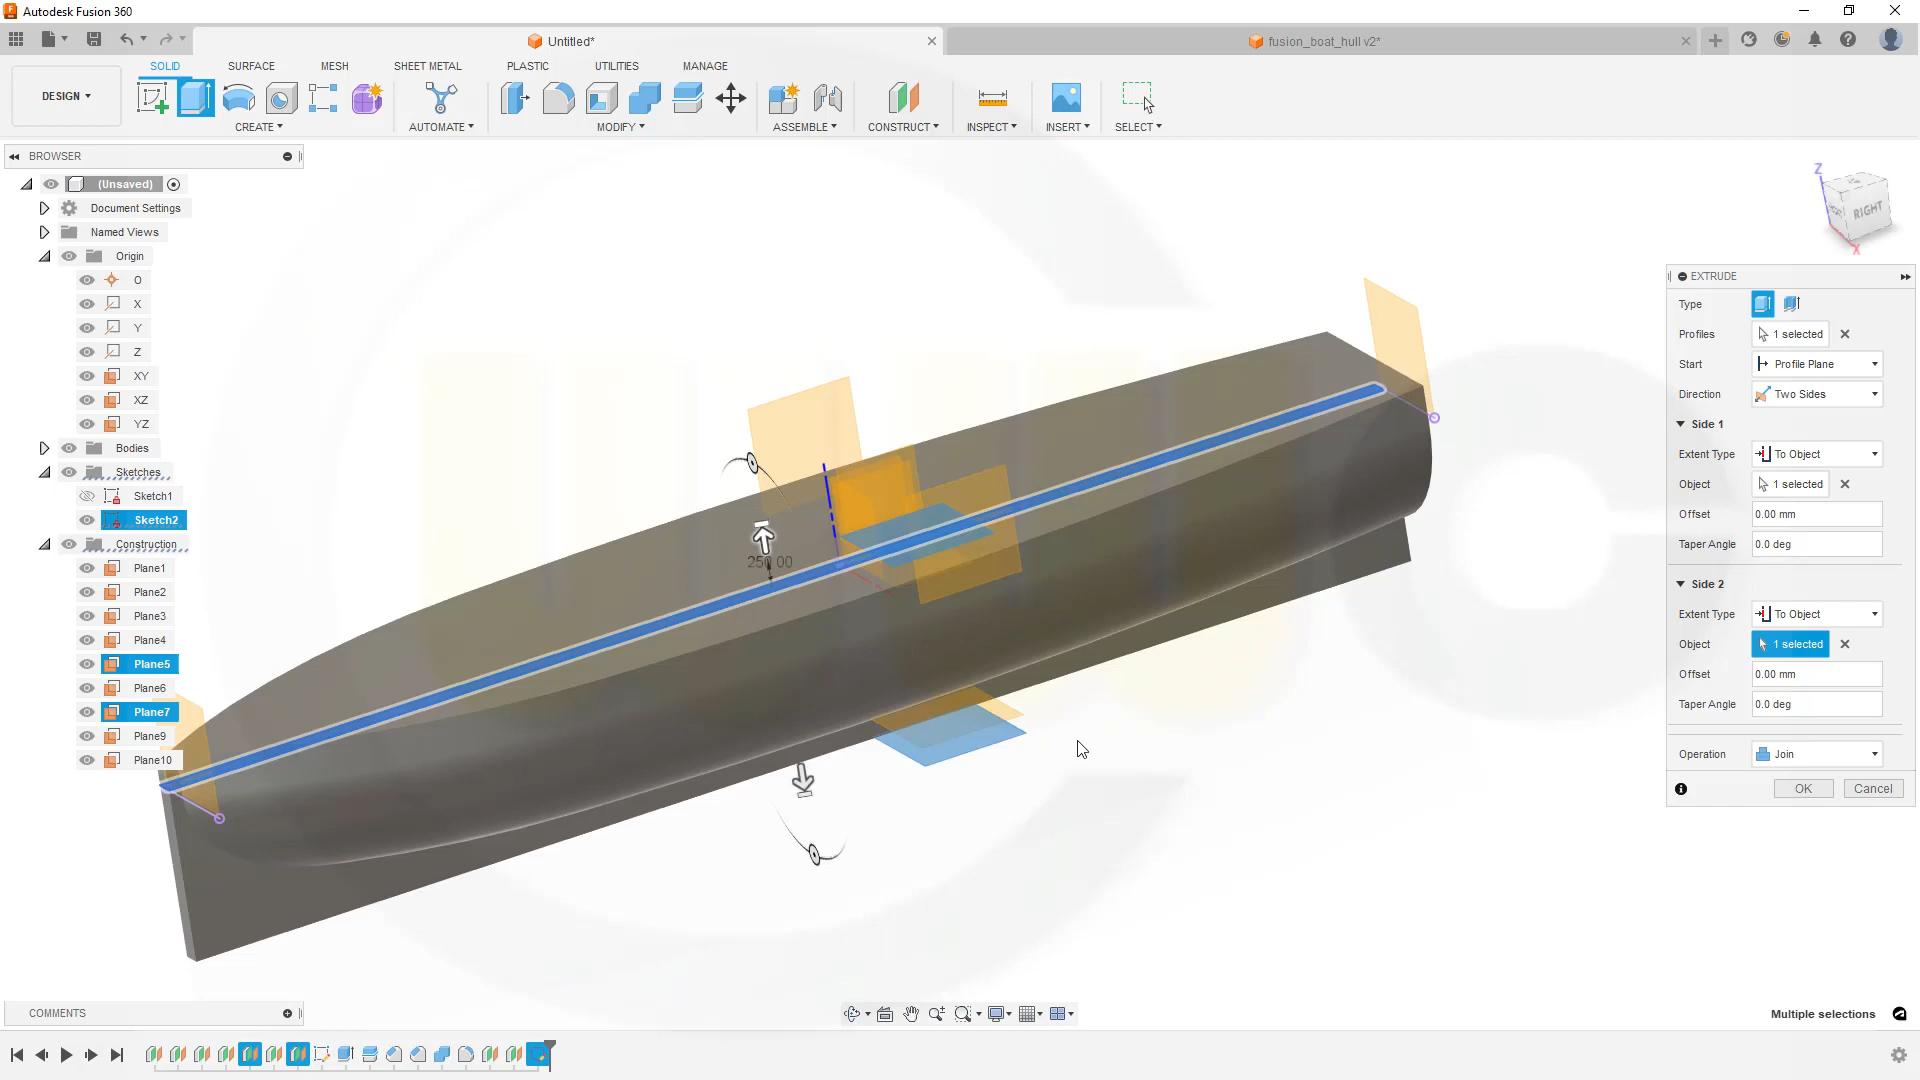 Autodesk Fusion 360
Untitled*
fusion_boat_hull v2*
DESIGN
SOLID
SURFACE
MESH
SHEET METAL
PLASTIC
UTILITIES
MANAGE
CREATE
AUTOMATE
MODIFY
ASSEMBLE
CONSTRUCT
INSPECT
INSERT
SELECT
BROWSER
(Unsaved)
Document Settings
Named Views
Origin
O
X
Y
Z
XY
XZ
YZ
Bodies
Sketches
Sketch1
Sketch2
Construction
Plane1
Plane2
Plane3
Plane4
Plane5
Plane6
Plane7
Plane9
Plane10
250.00
Z
RIGHT
X
EXTRUDE
Type
Profiles 1 selected
Start Profile Plane
Direction Two Sides
Side 1
Extent Type To Object
Object 1 selected
Offset 0.00 mm
Taper Angle 0.0 deg
Side 2
Extent Type To Object
Object 1 selected
Offset 0.00 mm
Taper Angle 0.0 deg
Operation Join
OK Cancel
COMMENTS
Multiple selections